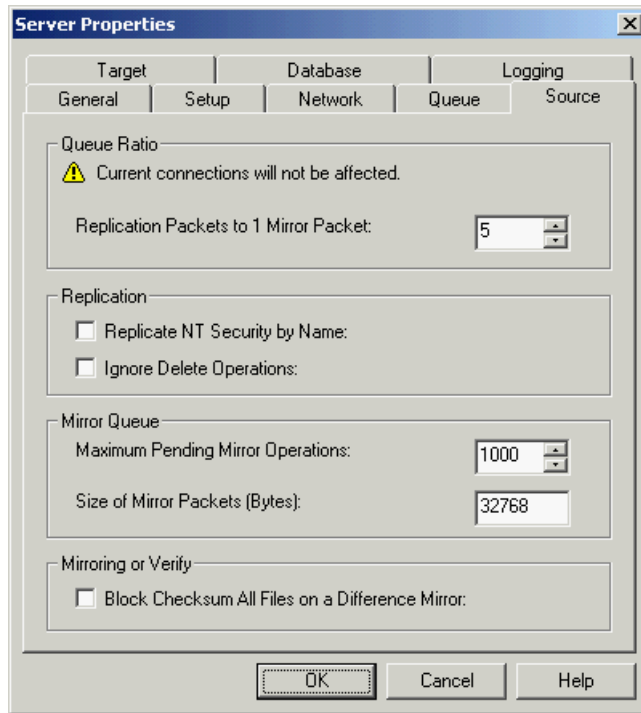 Server Properties
Target Database Logging
General Setup Network Queue Source
Queue Ratio
Current connections will not be affected.
Replication Packets to 1 Mirror Packet: 5
Replication
Replicate NT Security by Name:
Ignore Delete Operations:
Mirror Queue
Maximum Pending Mirror Operations: 1000
Size of Mirror Packets (Bytes): 32768
Mirroring or Verify
Block Checksum All Files on a Difference Mirror:
OK Cancel Help